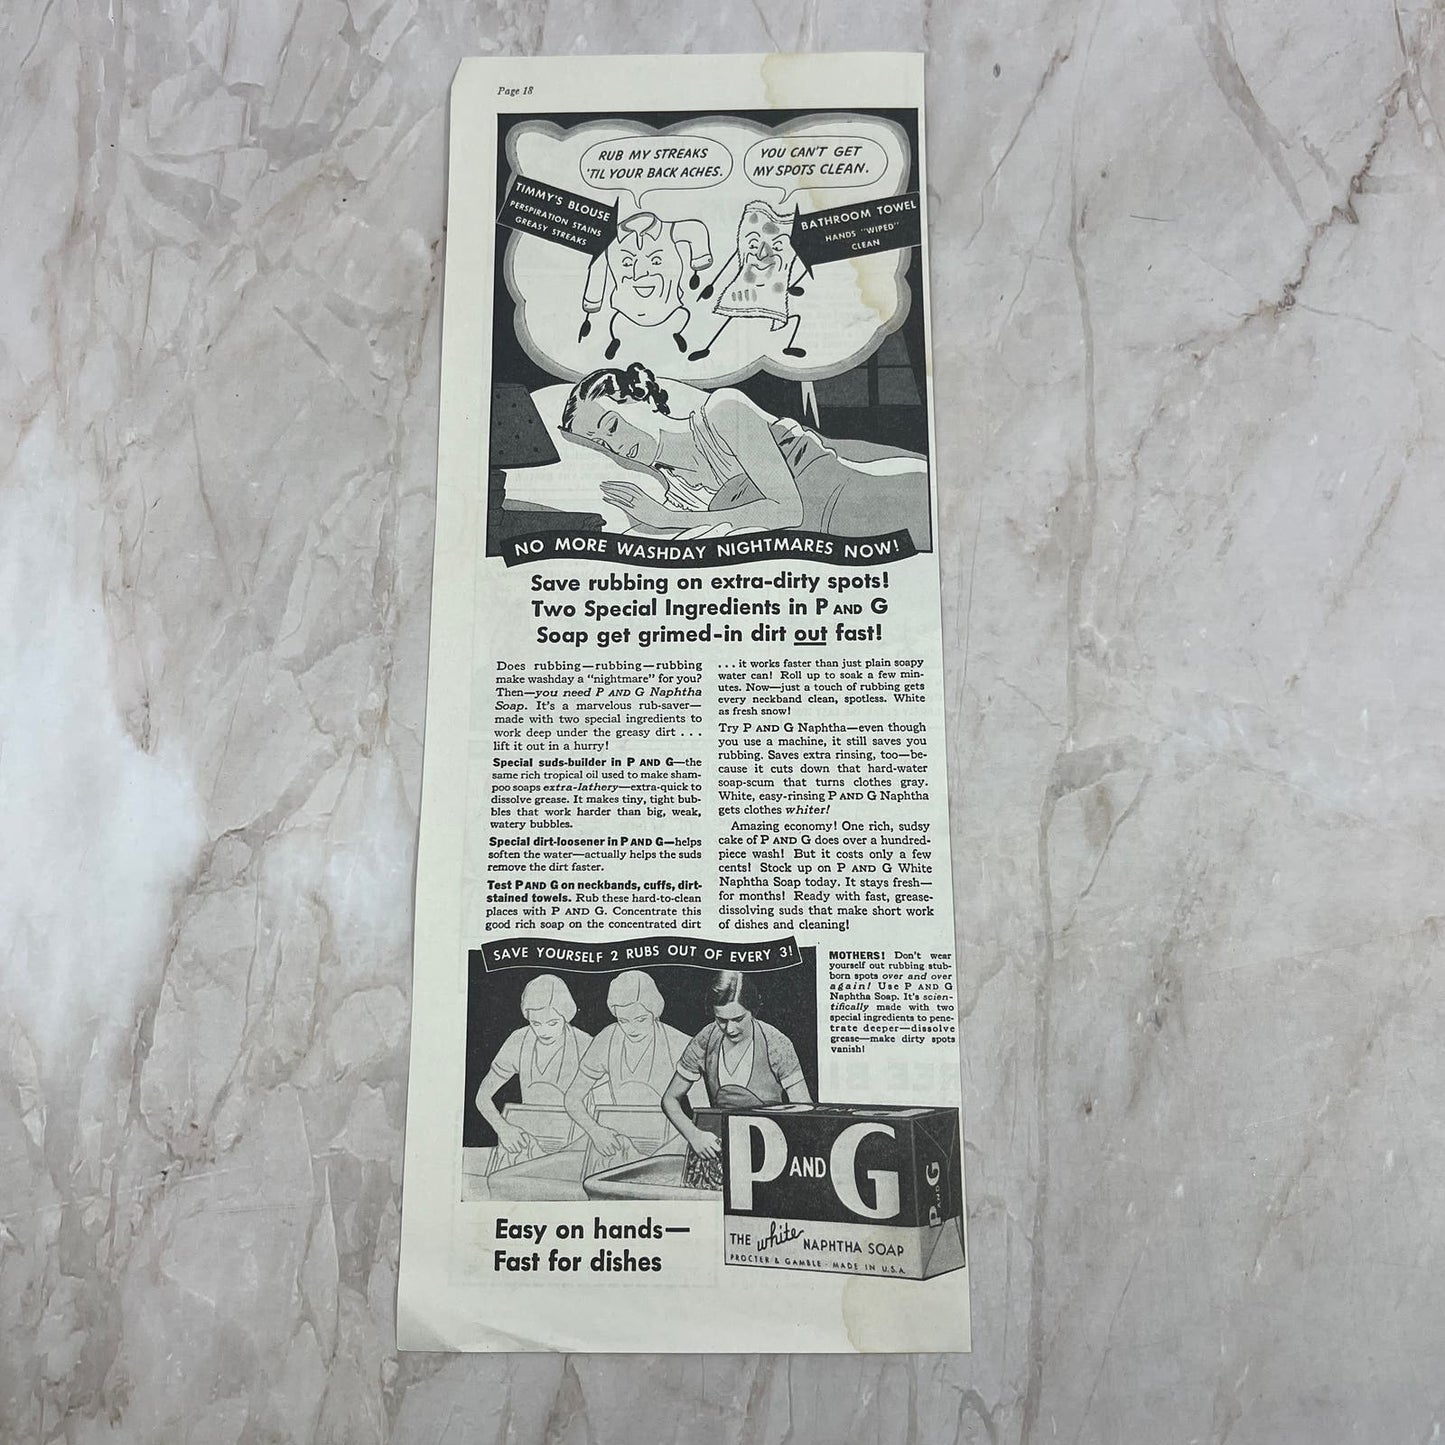 Page 18
RUB MY STREAKS
'TIL YOUR BACK ACHES.
YOU CAN'T GET
MY SPOTS CLEAN.
TIMMY'S BLOUSE
PERSPIRATION STAINS
GREASY STREAKS
BATHROOM TOWEL
HANDS "WIPED"
CLEAN
NO MORE WASHDAY NIGHTMARES NOW!
Save rubbing on extra-dirty spots!
Two Special Ingredients in P AND G
Soap get grimed-in dirt out fast!
Does rubbing—rubbing—rubbing
make washday a "nightmare" for you?
Then—you need P AND G Naphtha
Soap. It's a marvelous rub-saver—
made with two special ingredients to
work deep under the greasy dirt . . .
lift it out in a hurry!
Special suds-builder in P AND G—the
same rich tropical oil used to make sham-
poo soaps extra-lathery—extra-quick to
dissolve grease. It makes tiny, tight bub-
bles that work harder than big, weak,
watery bubbles.
Special dirt-loosener in P AND G—helps
soften the water—actually helps the suds
remove the dirt faster.
Test P AND G on neckbands, cuffs, dirt-
stained towels. Rub these hard-to-clean
places with P AND G. Concentrate this
good rich soap on the concentrated dirt
. . . it works faster than just plain soapy
water can! Roll up to soak a few min-
utes. Now—just a touch of rubbing gets
every neckband clean, spotless. White
as fresh snow!
Try P AND G Naphtha—even though
you use a machine, it still saves you
rubbing. Saves extra rinsing, too—be-
cause it cuts down that hard-water
soap-scum that turns clothes gray.
White, easy-rinsing P AND G Naphtha
gets clothes whiter!
Amazing economy! One rich, sudsy
cake of P AND G does over a hundred-
piece wash! But it costs only a few
cents! Stock up on P AND G White
Naphtha Soap today. It stays fresh—
for months! Ready with fast, grease-
dissolving suds that make short work
of dishes and cleaning!
SAVE YOURSELF 2 RUBS OUT OF EVERY 3!
MOTHERS! Don't wear
yourself out rubbing stub-
born spots over and over
again! Use P AND G
Naphtha Soap. It's scien-
tifically made with two
special ingredients to pene-
trate deeper—dissolve
grease—make dirty spots
vanish!
P AND G
THE white NAPHTHA SOAP
PROCTER & GAMBLE - MADE IN U.S.A.
P AND G
Easy on hands—
Fast for dishes